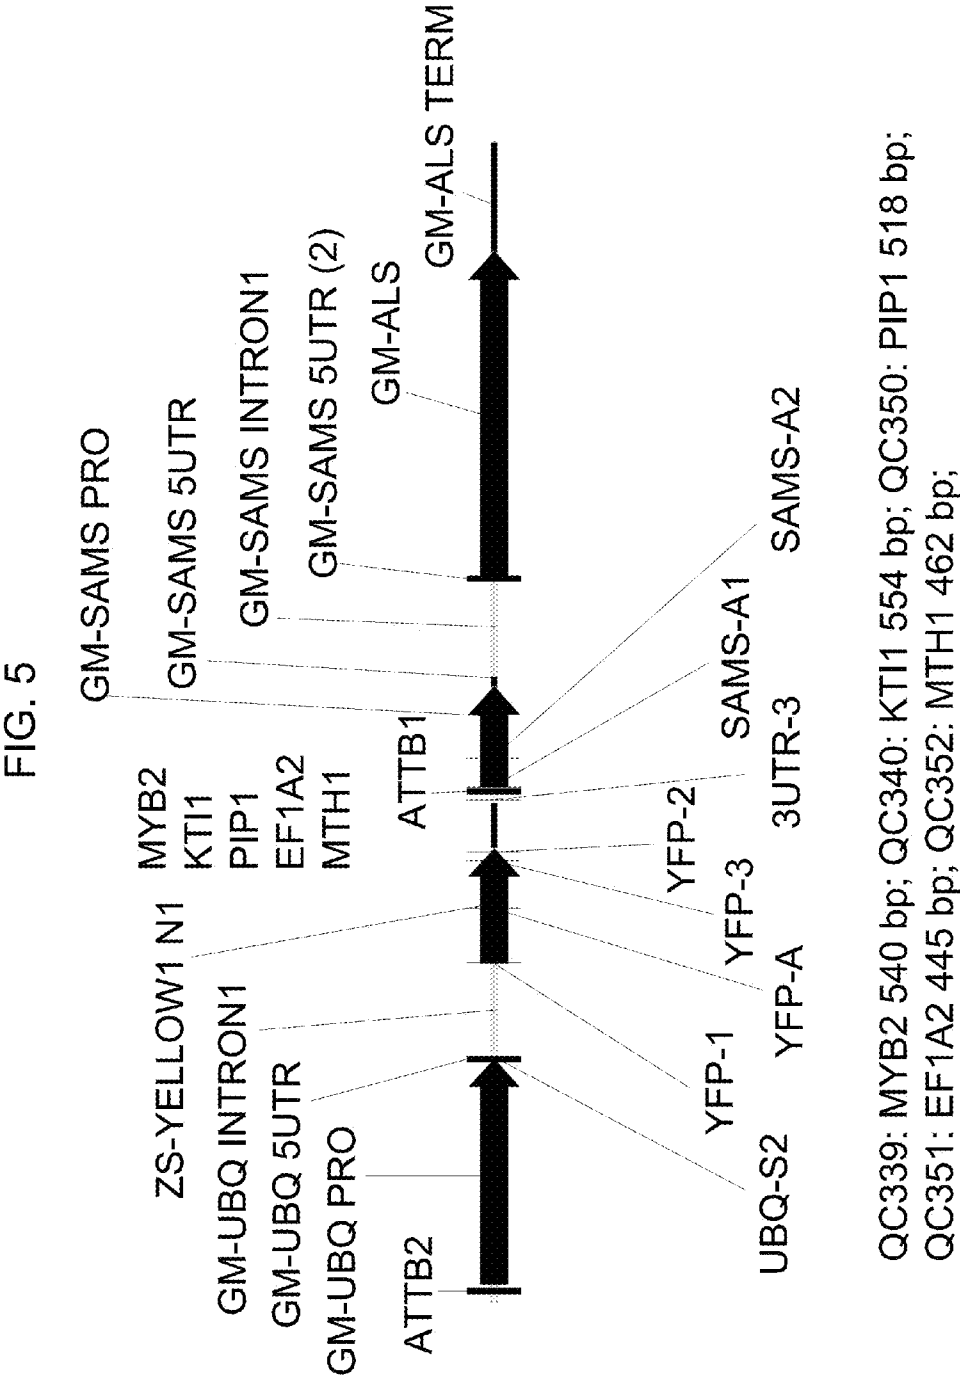 FIG. 5
GM-SAMS PRO
GM-SAMS 5UTR
GM-SAMS INTRON1
GM-SAMS 5UTR (2)
GM-ALS
GM-ALS TERM
MYB2
KTI1
PIP1
EF1A2
MTH1
ATTB1
ZS-YELLOW1 N1
GM-UBQ INTRON1
GM-UBQ 5UTR
GM-UBQ PRO
ATTB2
UBQ-S2
YFP-1
YFP-A
YFP-3
YFP-2
3UTR-3
SAMS-A1
SAMS-A2
QC339: MYB2 540 bp; QC340: KTI1 554 bp; QC350: PIP1 518 bp;
QC351: EF1A2 445 bp; QC352: MTH1 462 bp;